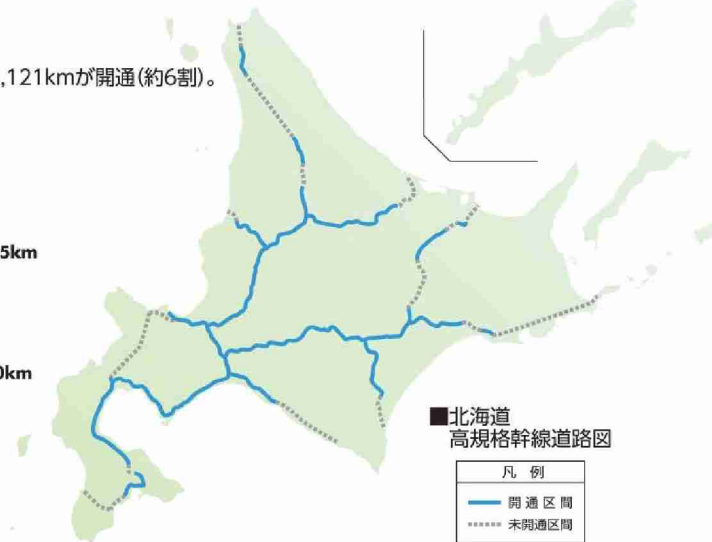 ,121kmが開通(約6割)。
5km
0km
■北海道
高規格幹線道路図
凡 例
開通区間
未開通区間